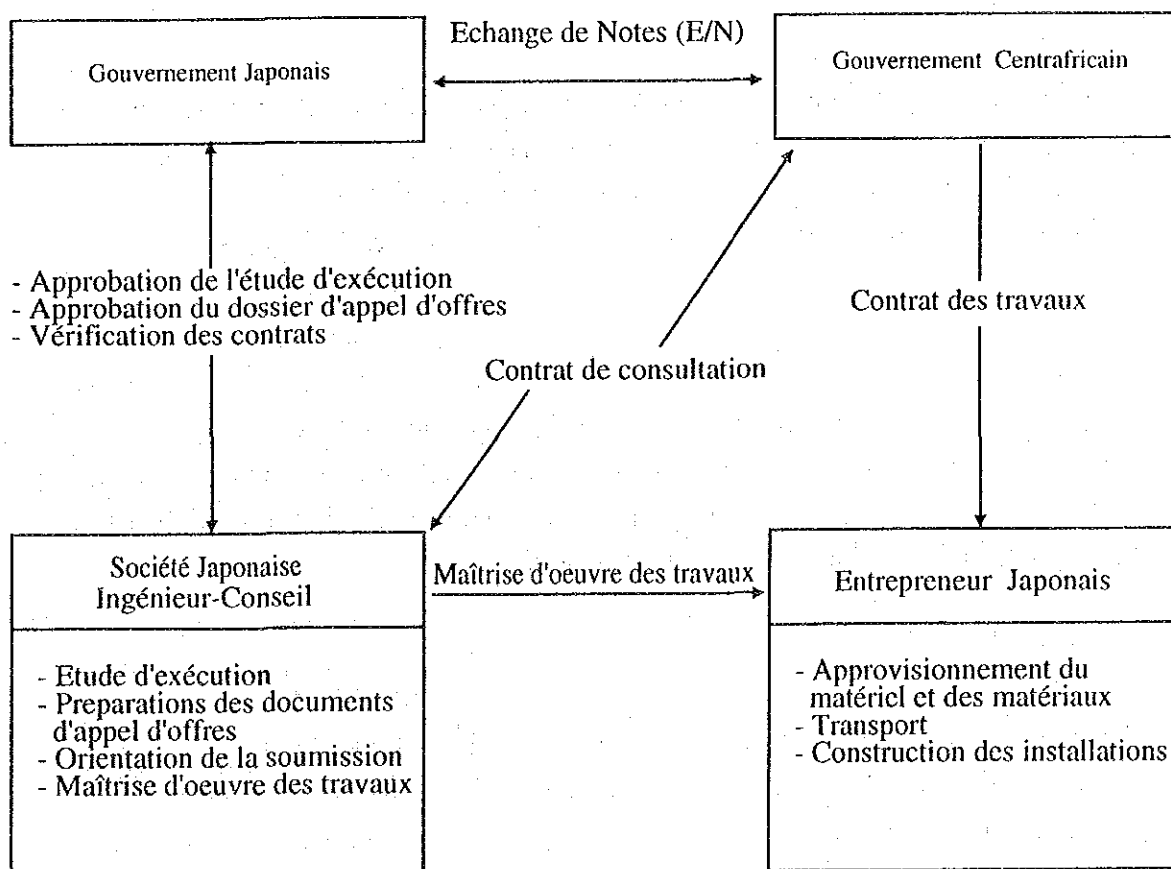 Echange de Notes (E/N)
Gouvernement Japonais
Gouvernement Centrafricain
- Approbation de l'étude d'exécution
- Approbation du dossier d'appel d'offres
- Vérification des contrats
Contrat des travaux
Contrat de consultation
Société Japonaise
Ingénieur-Conseil
Maîtrise d'oeuvre des travaux
Entrepreneur Japonais
- Etude d'exécution
- Preparations des documents
d'appel d'offres
- Orientation de la soumission
- Maîtrise d'oeuvre des travaux
- Approvisionnement du
matériel et des matériaux
- Transport
- Construction des installations